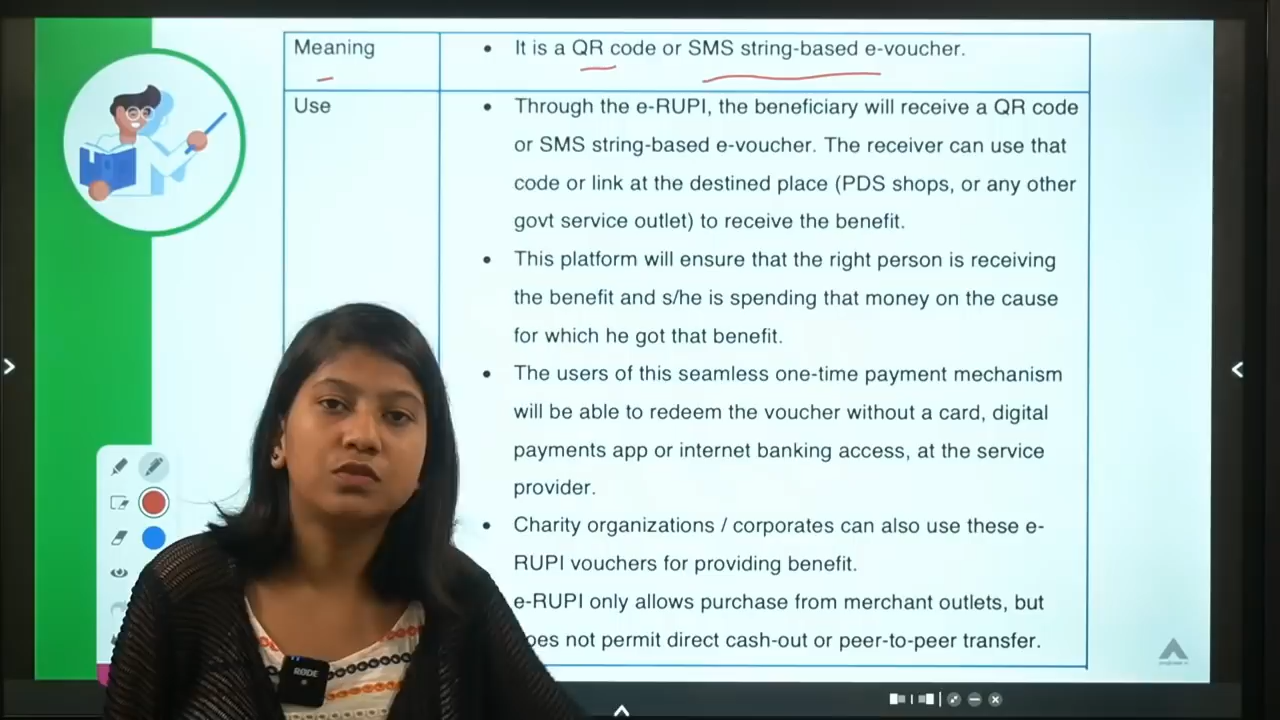 Meaning
It is a QR code or SMS string-based e-voucher.
Use
Through the e-RUPI, the beneficiary will receive a QR code
or SMS string-based e-voucher. The receiver can use that
code or link at the destined place (PDS shops, or any other
govt service outlet) to receive the benefit.
This platform will ensure that the right person is receiving
the benefit and s/he is spending that money on the cause
for which he got that benefit.
The users of this seamless one-time payment mechanism
will be able to redeem the voucher without a card, digital
payments app or internet banking access, at the service
provider.
Charity organizations / corporates can also use these e-
RUPI vouchers for providing benefit.
e-RUPI only allows purchase from merchant outlets, but
oes not permit direct cash-out or peer-to-peer transfer.
RØDE